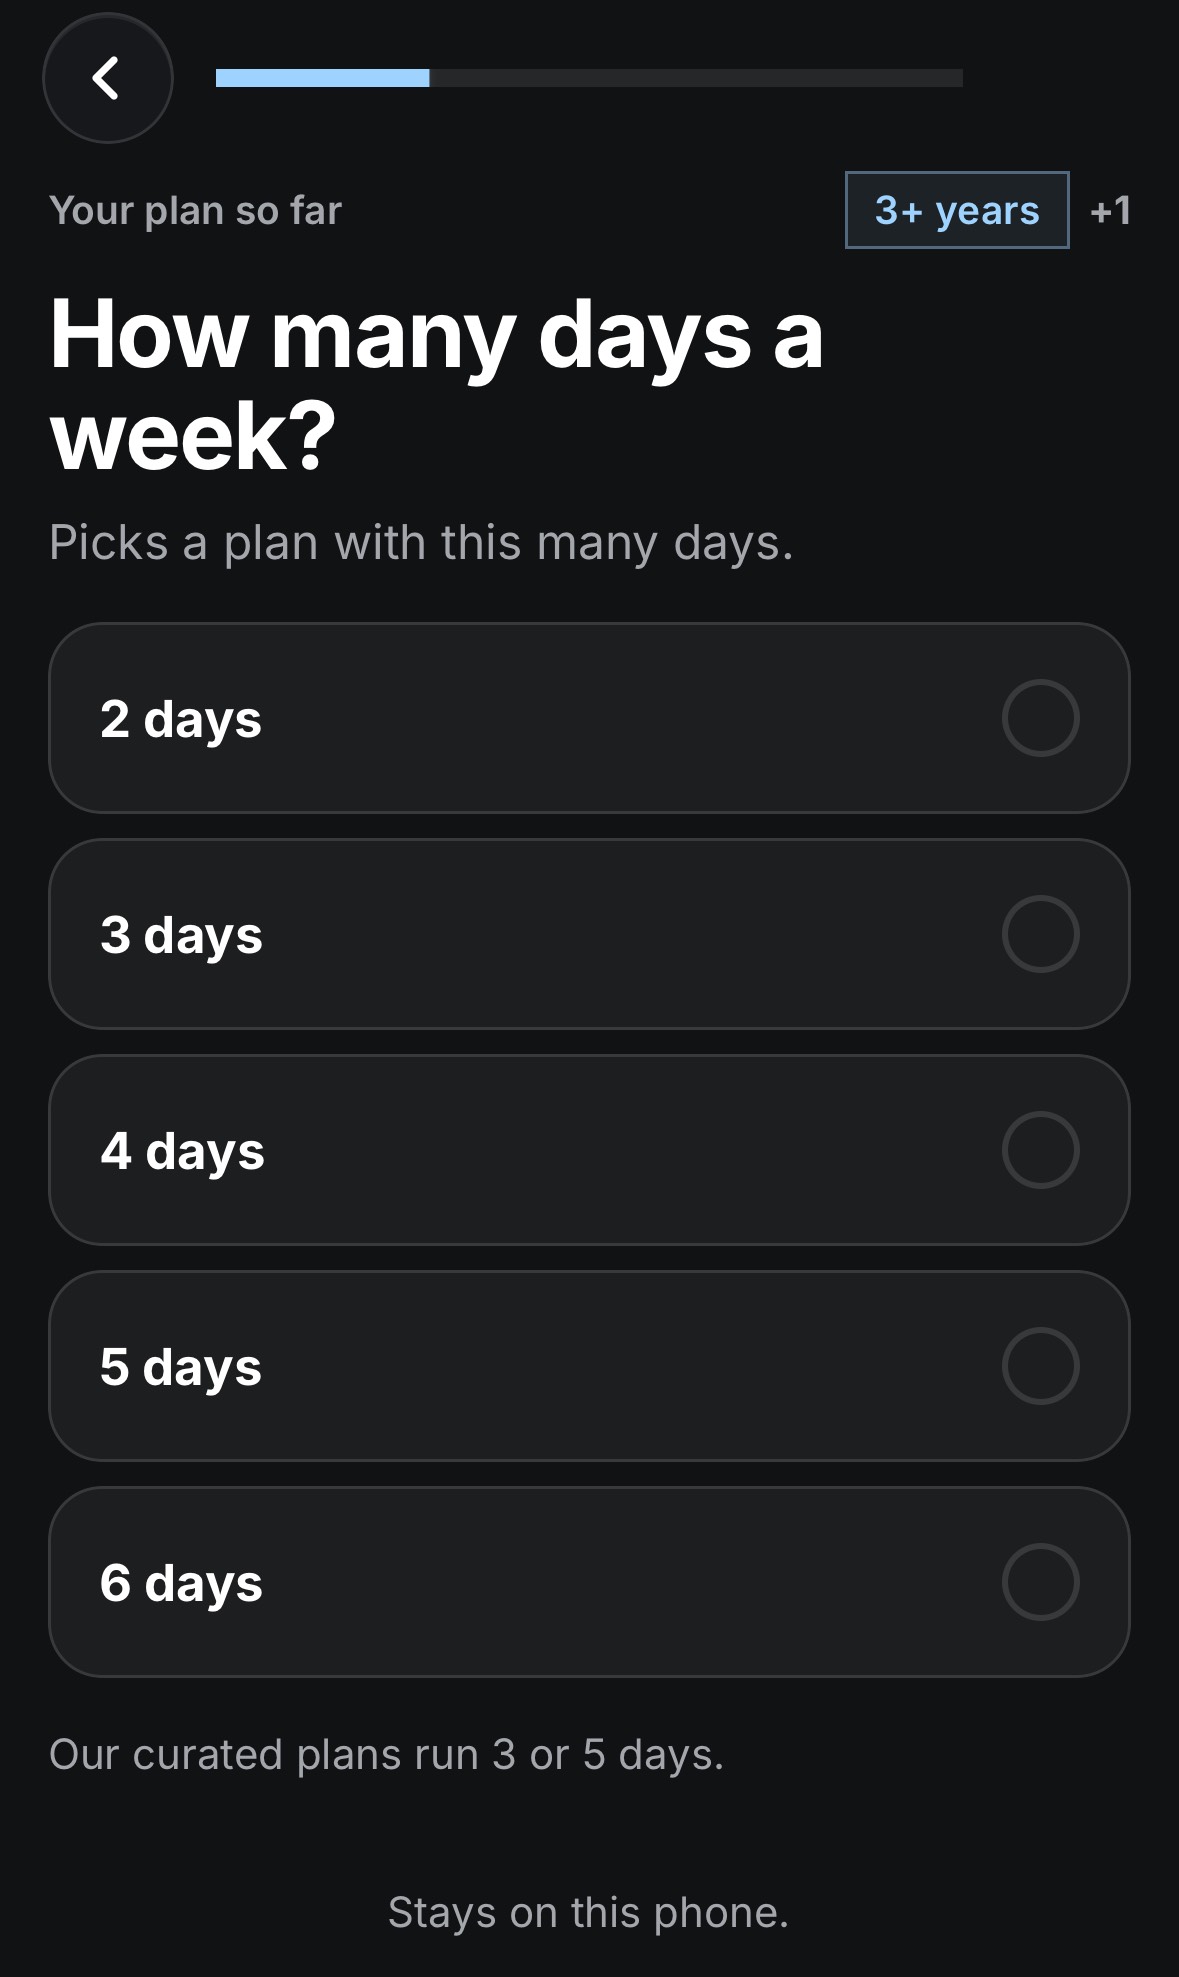 Your plan so far
3+ years +1
How many days a
week?
Picks a plan with this many days.
2 days
3 days
4 days
5 days
6 days
Our curated plans run 3 or 5 days.
Stays on this phone.